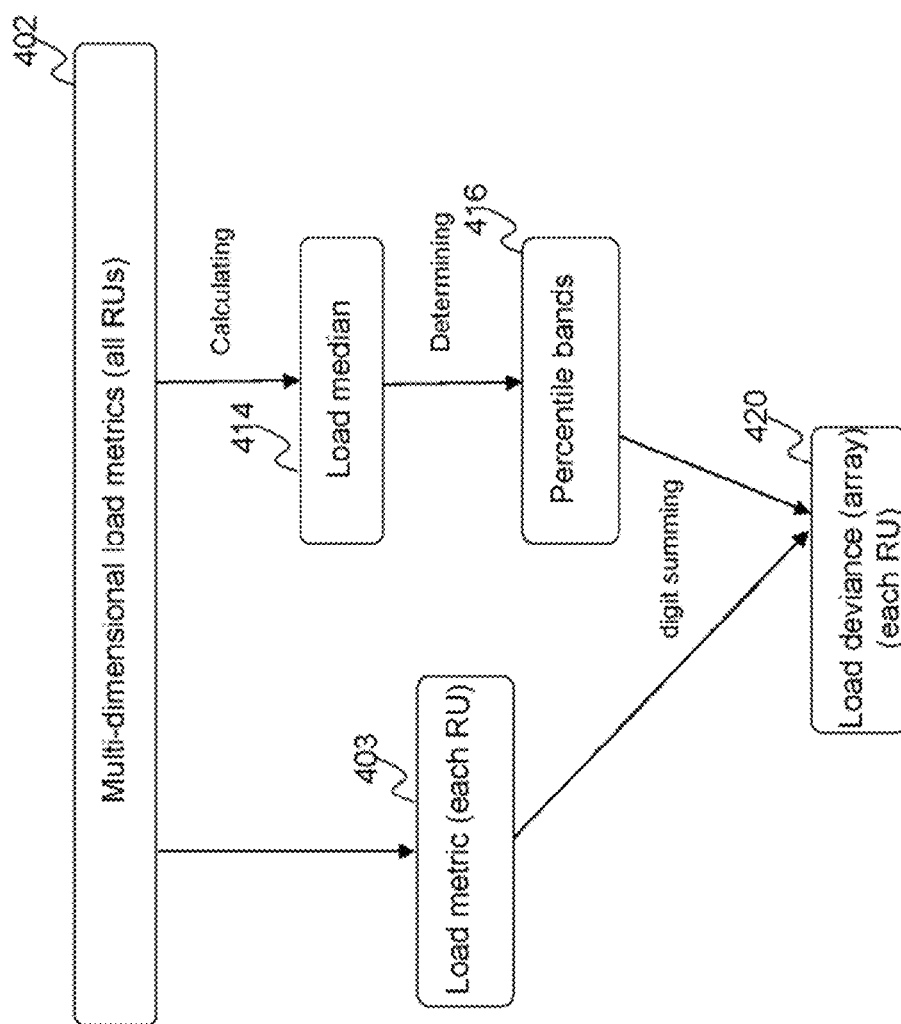 402
Multi-dimensional load metrics (all RUs)
Calculating
414
Load median
Determining
416
Percentile bands
403
Load metric (each RU)
digit summing
420
Load deviance (array)
(each RU)